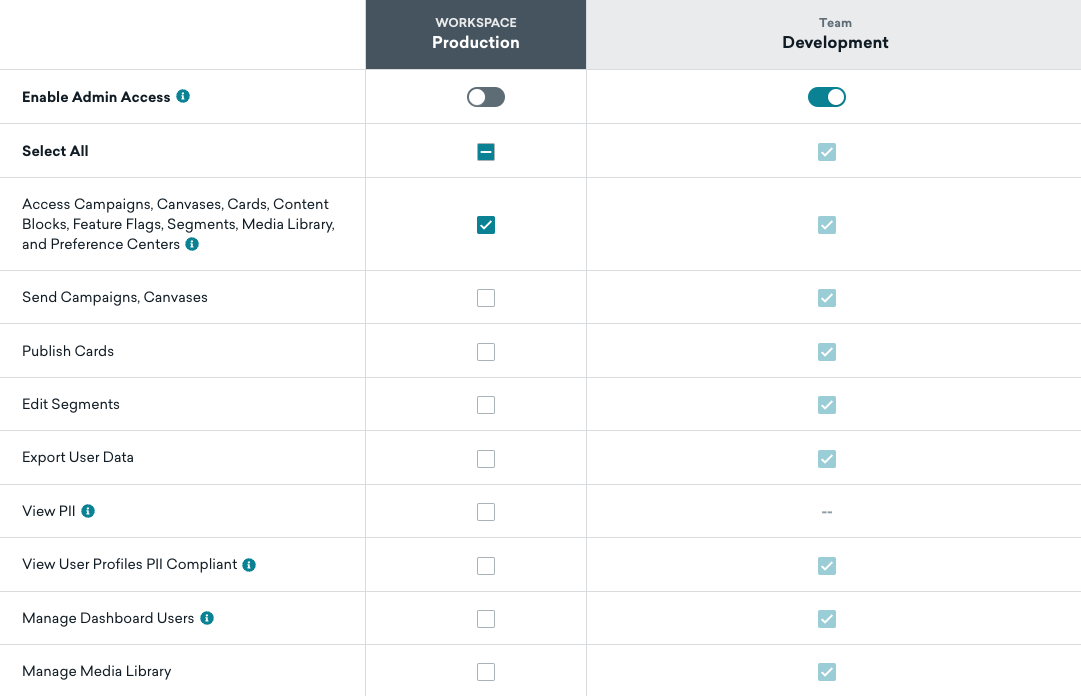 WORKSPACE
Production
Team
Development
Enable Admin Access
Select All
Access Campaigns, Canvases, Cards, Content
Blocks, Feature Flags, Segments, Media Library,
and Preference Centers
Send Campaigns, Canvases
Publish Cards
Edit Segments
Export User Data
View PII
--
View User Profiles PII Compliant
Manage Dashboard Users
Manage Media Library